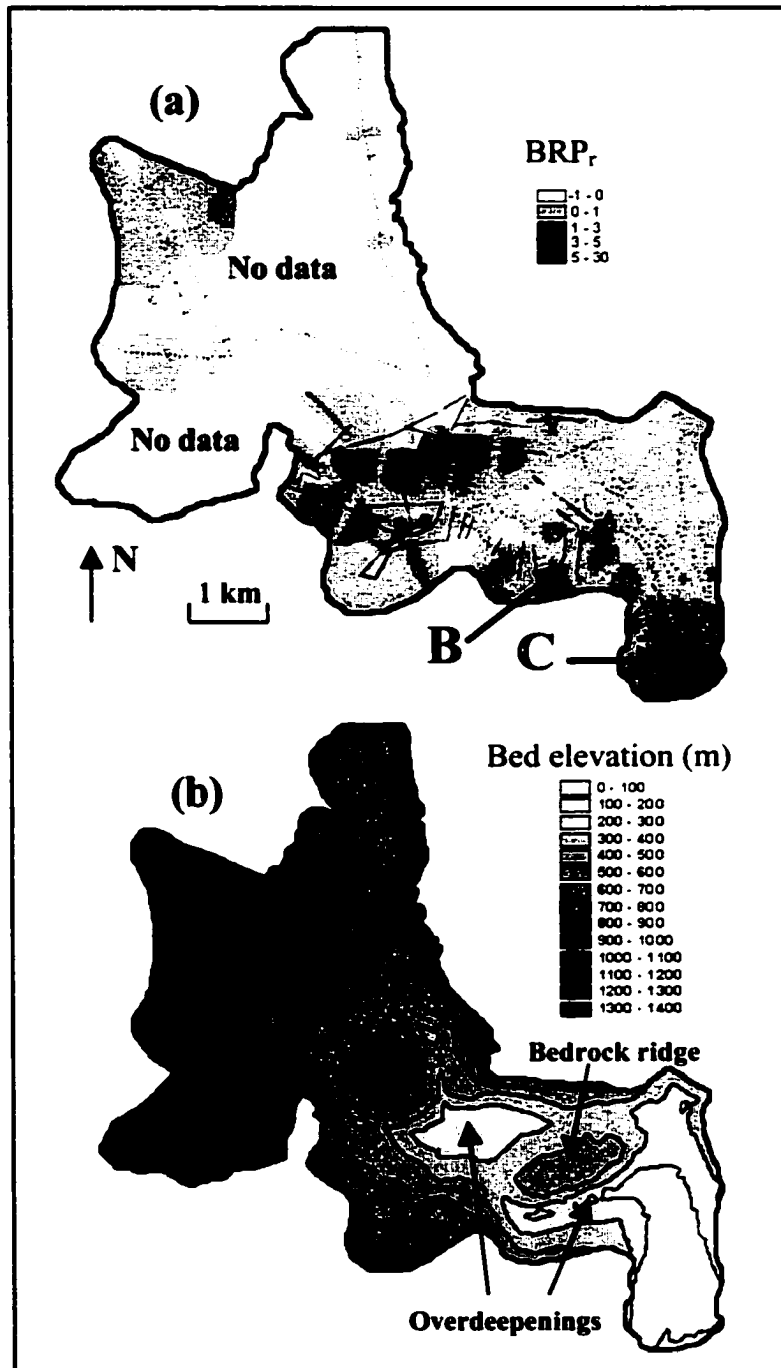 (a)
BRPr
-1 - 0
0 - 1
1 - 3
3 - 5
5 - 30
No data
No data
N
1 km
B
C
(b)
Bed elevation (m)
0 - 100
100 - 200
200 - 300
300 - 400
400 - 500
500 - 600
600 - 700
700 - 800
800 - 900
900 - 1000
1000 - 1100
1100 - 1200
1200 - 1300
1300 - 1400
Bedrock ridge
Overdeepenings